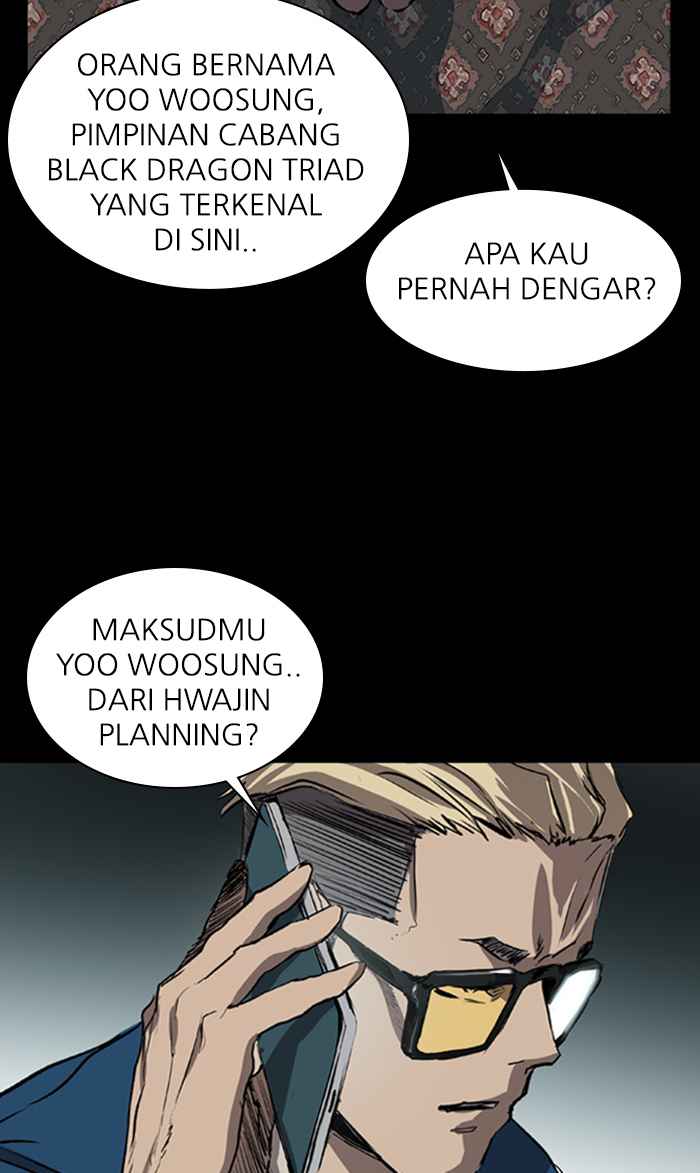 ORANG BERNAMA
YOO WOOSUNG,
PIMPINAN CABANG
BLACK DRAGON TRIAD
YANG TERKENAL
DI SINI..
APA KAU
PERNAH DENGAR?
MAKSUDMU
YOO WOOSUNG..
DARI HWAJIN
PLANNING?